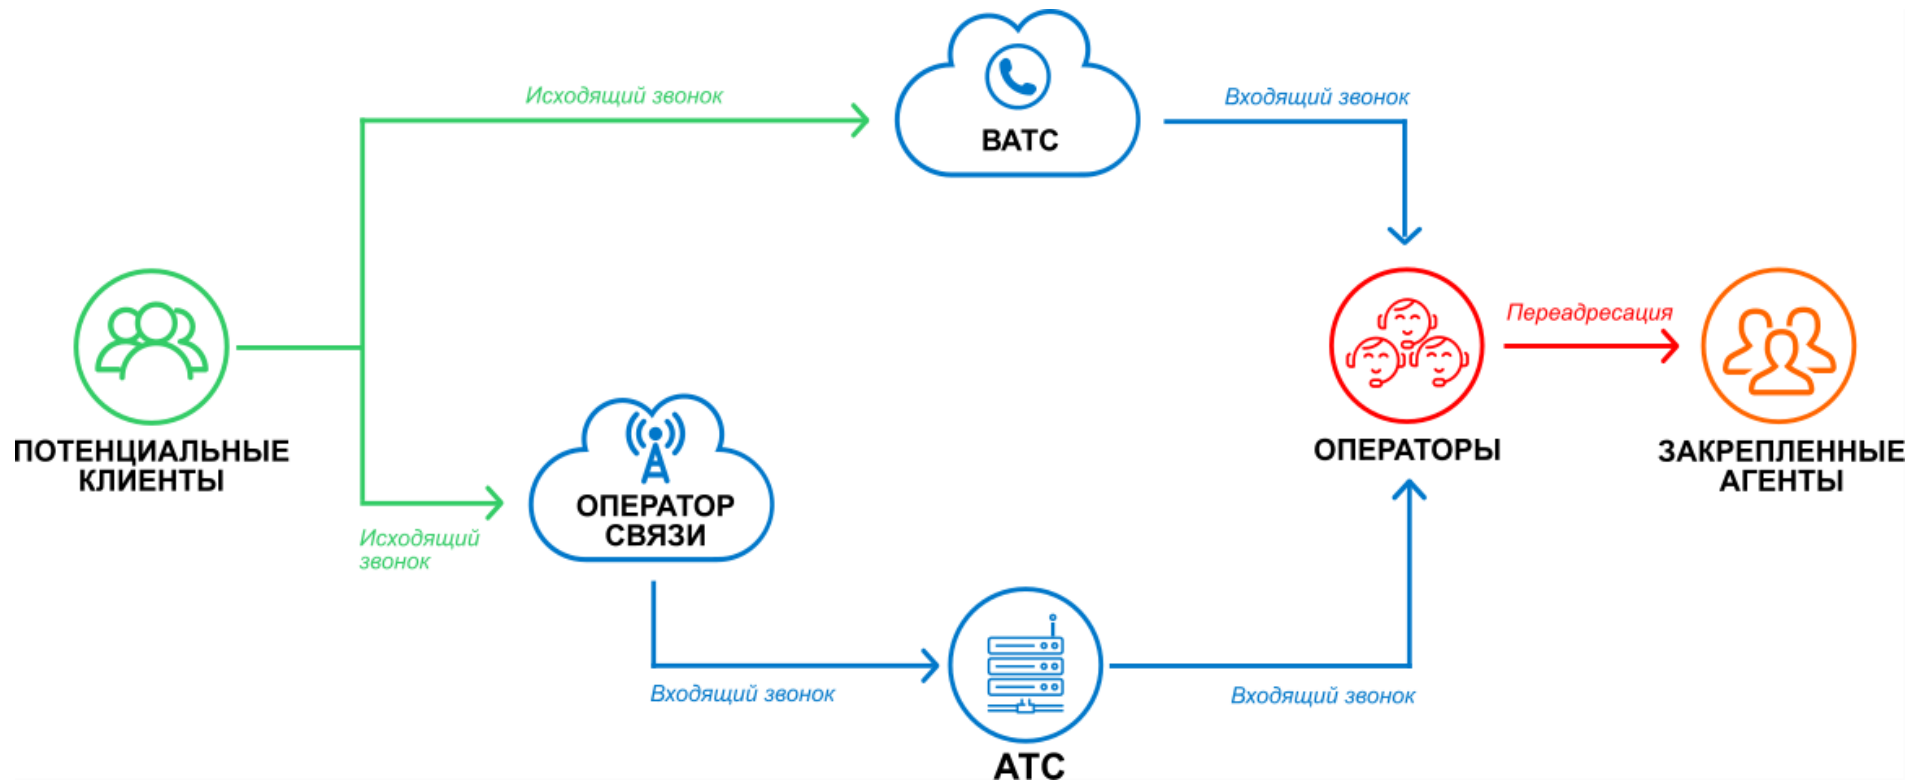 Исходящий звонок
ВАТС
Входящий звонок
ПОТЕНЦИАЛЬНЫЕ
КЛИЕНТЫ
Исходящий
звонок
ОПЕРАТОР
СВЯЗИ
Входящий звонок
АТС
Входящий звонок
ОПЕРАТОРЫ
Переадресация
ЗАКРЕПЛЕННЫЕ
АГЕНТЫ